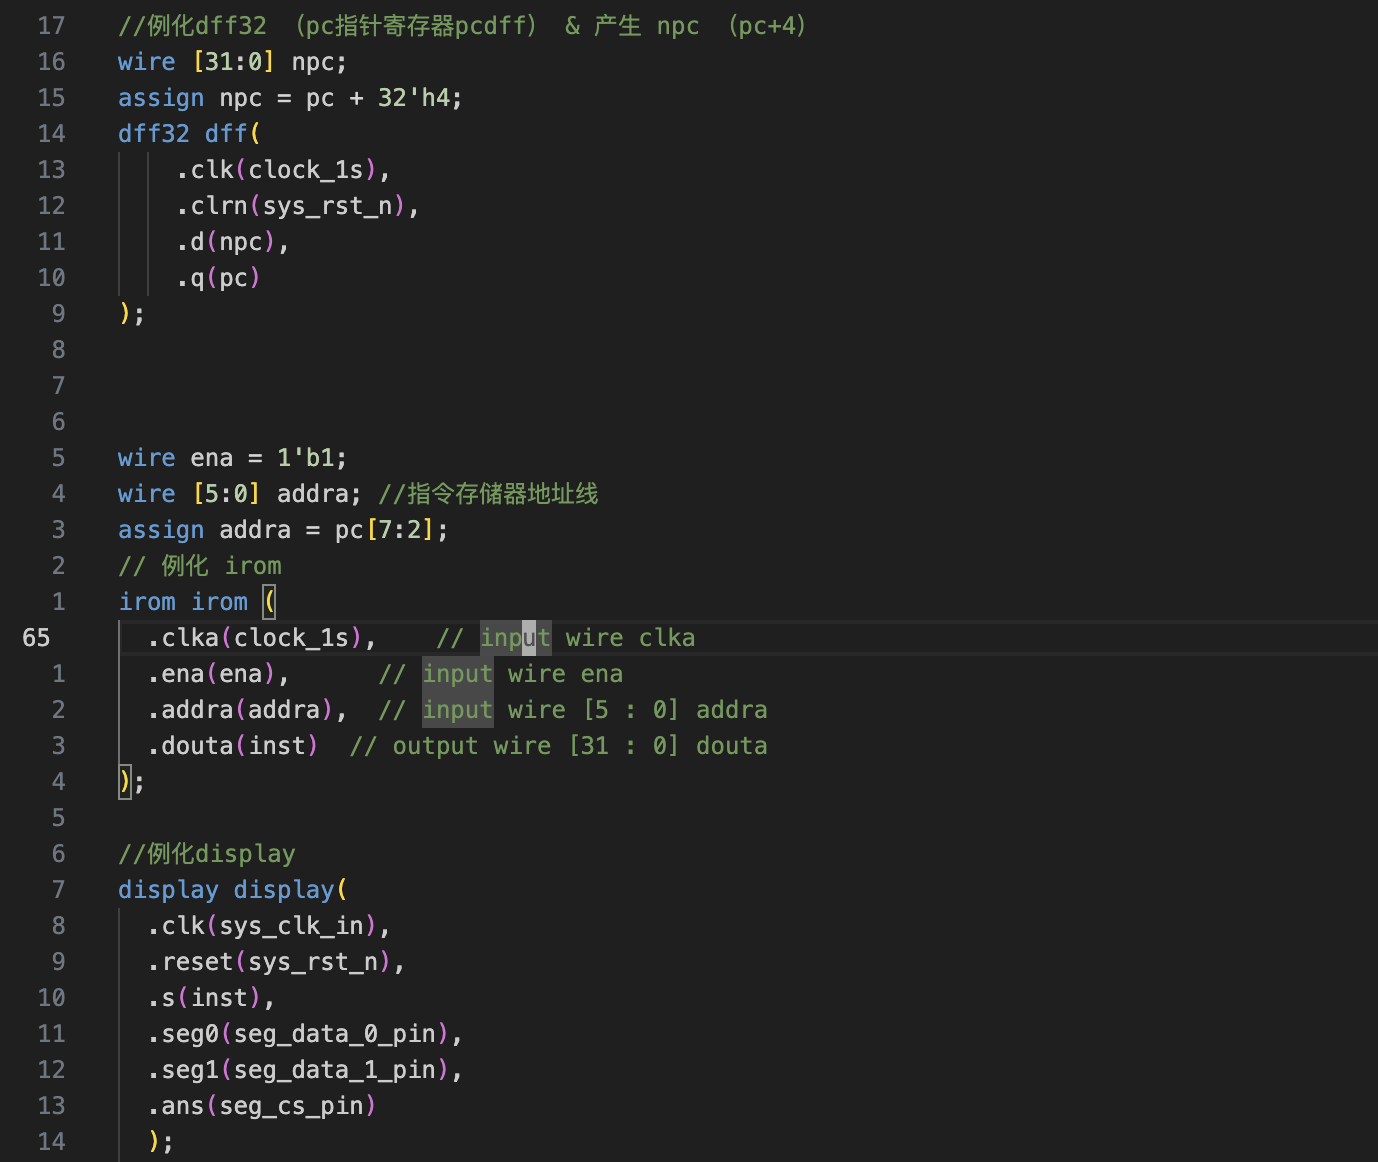 17 //例化dff32 （pc指针寄存器pcdff） & 产生 npc （pc+4）
16 wire [31:0] npc;
15 assign npc = pc + 32'h4;
14 dff32 dff(
13 .clk(clock_1s),
12 .clrn(sys_rst_n),
11 .d(npc),
10 .q(pc)
9 );
8
7
6
5 wire ena = 1'b1;
4 wire [5:0] addra; //指令存储器地址线
3 assign addra = pc[7:2];
2 // 例化 irom
1 irom irom (
65 .clka(clock_1s), // input wire clka
1 .ena(ena), // input wire ena
2 .addra(addra), // input wire [5 : 0] addra
3 .douta(inst) // output wire [31 : 0] douta
4 );
5
6 //例化display
7 display display(
8 .clk(sys_clk_in),
9 .reset(sys_rst_n),
10 .s(inst),
11 .seg0(seg_data_0_pin),
12 .seg1(seg_data_1_pin),
13 .ans(seg_cs_pin)
14 );